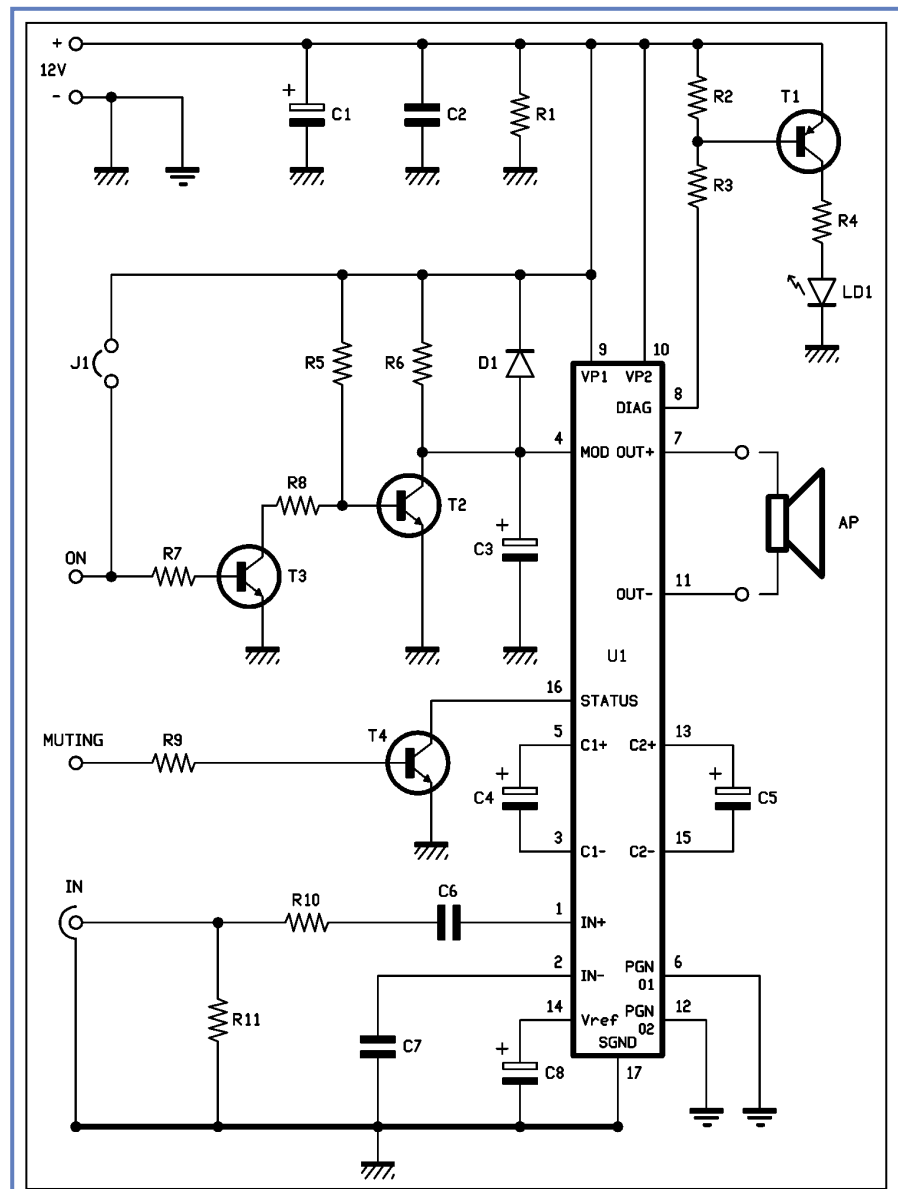 +
12V
-
+
C1
C2
R1
R2
T1
R3
R4
LD1
J1
R5
R6
D1
9
10
VP1
VP2
DIAG
8
4
MOD
OUT+
7
R8
T2
+
C3
AP
ON
R7
T3
OUT-
11
U1
16
STATUS
MUTING
R9
T4
5
C1+
C2+
13
+
C4
+
C5
3
C1-
C2-
15
IN
R10
C6
1
IN+
2
IN-
PGN
01
6
R11
C7
14
Vref
PGN
02
12
+
C8
SGND
17